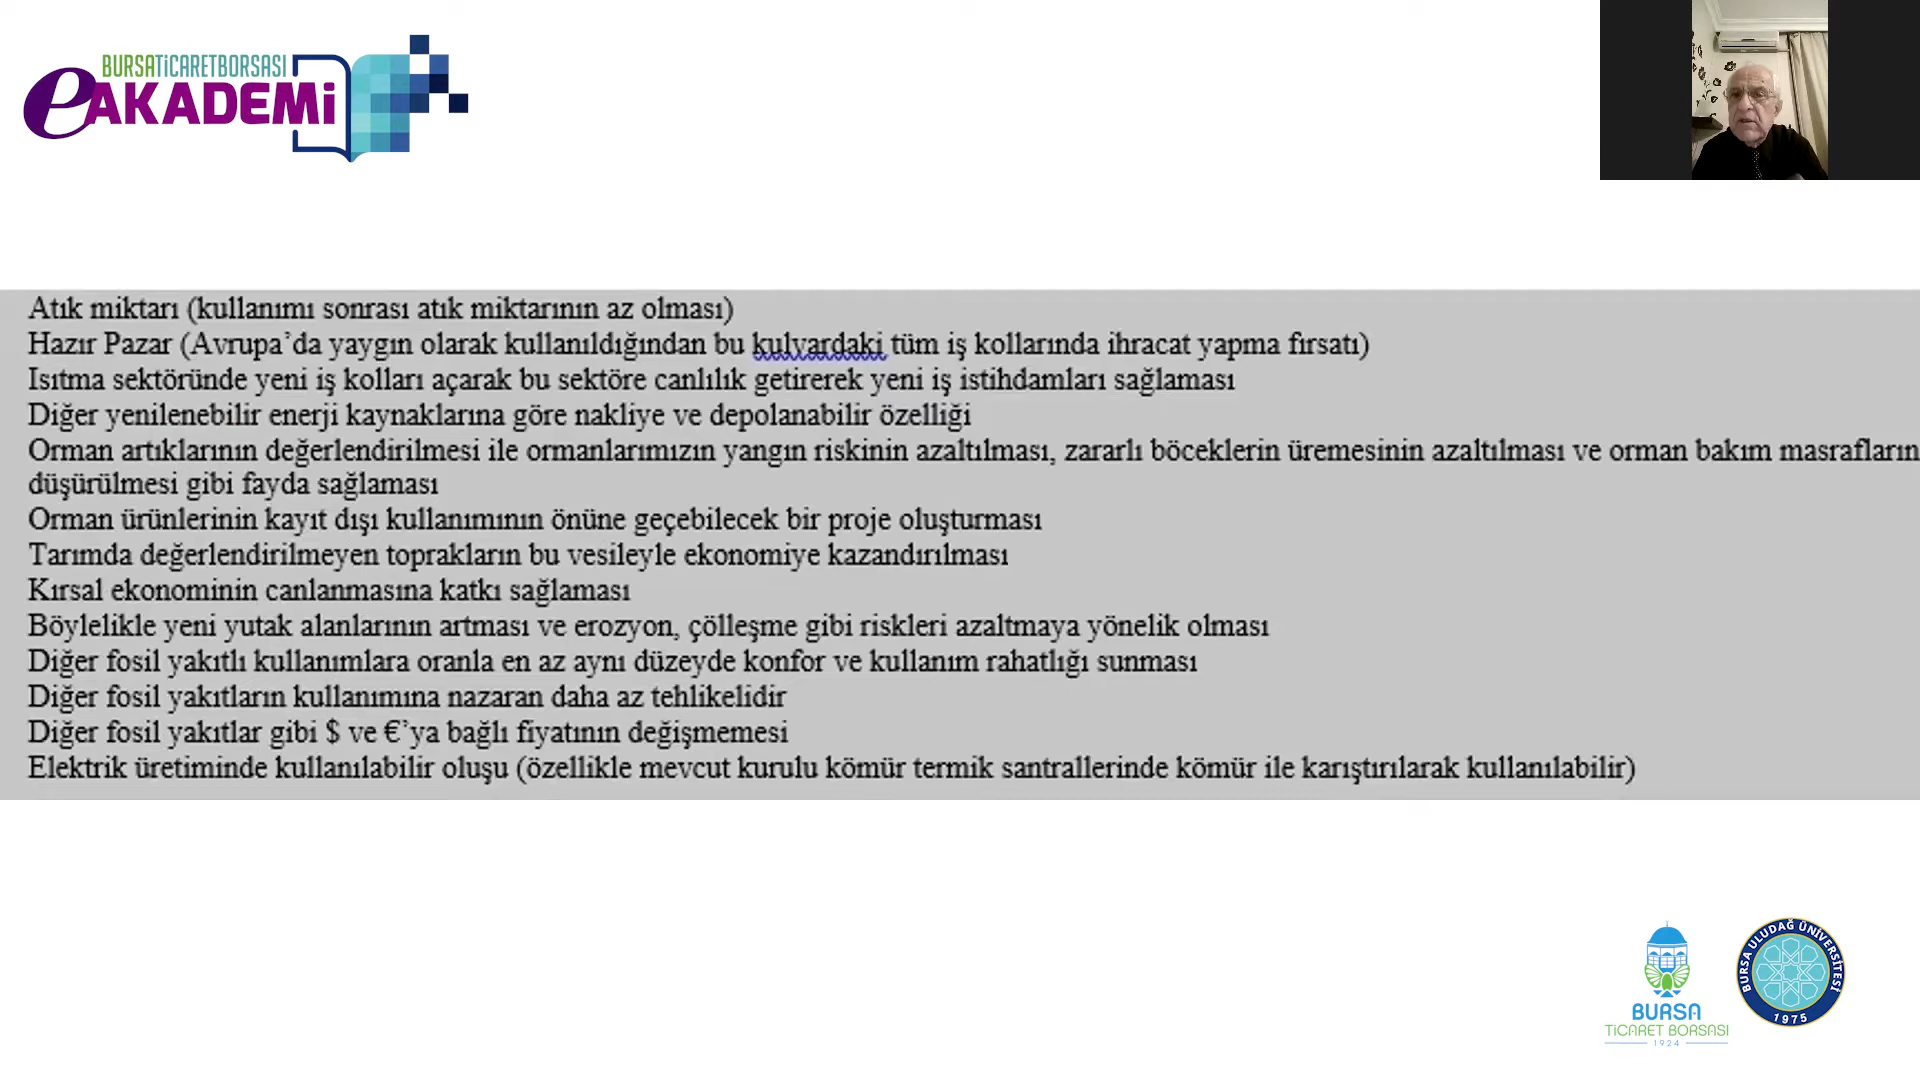 BURSATİCARETBORSASI
eAKADEMİ
Atık miktarı (kullanımı sonrası atık miktarının az olması)
Hazır Pazar (Avrupa’da yaygın olarak kullanıldığından bu kulvardaki tüm iş kollarında ihracat yapma fırsatı)
Isıtma sektöründe yeni iş kolları açarak bu sektöre canlılık getirerek yeni iş istihdamları sağlaması
Diğer yenilenebilir enerji kaynaklarına göre nakliye ve depolanabilir özelliği
Orman artıklarının değerlendirilmesi ile ormanlarımızın yangın riskinin azaltılması, zararlı böceklerin üremesinin azaltılması ve orman bakım masrafların
düşürülmesi gibi fayda sağlaması
Orman ürünlerinin kayıt dışı kullanımının önüne geçebilecek bir proje oluşturması
Tarımda değerlendirilmeyen toprakların bu vesileyle ekonomiye kazandırılması
Kırsal ekonominin canlanmasına katkı sağlaması
Böylelikle yeni yutak alanlarının artması ve erozyon, çölleşme gibi riskleri azaltmaya yönelik olması
Diğer fosil yakıtlı kullanımlara oranla en az aynı düzeyde konfor ve kullanım rahatlığı sunması
Diğer fosil yakıtların kullanımına nazaran daha az tehlikelidir
Diğer fosil yakıtlar gibi $ ve €’ya bağlı fiyatının değişmemesi
Elektrik üretiminde kullanılabilir oluşu (özellikle mevcut kurulu kömür termik santrallerinde kömür ile karıştırılarak kullanılabilir)
BURSA
TİCARET BORSASI
1924
BURSA ULUDAĞ ÜNİVERSİTESİ
1975